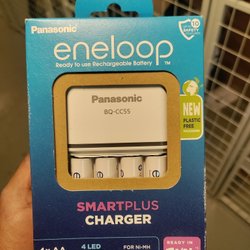 Panasonic
eneloop™
Ready to use Rechargeable Battery
Panasonic
BQ-CC55
NEW
PLASTIC
FREE
SMARTPLUS
CHARGER
4 LED
FOR NI-MH
READY IN